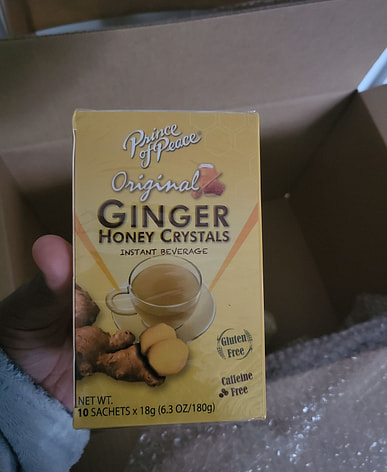 Prince
of Peace®
Original
GINGER
HONEY CRYSTALS
INSTANT BEVERAGE
Gluten
Free
Caffeine
Free
NET WT.
10 SACHETS x 18g (6.3 OZ/180g)